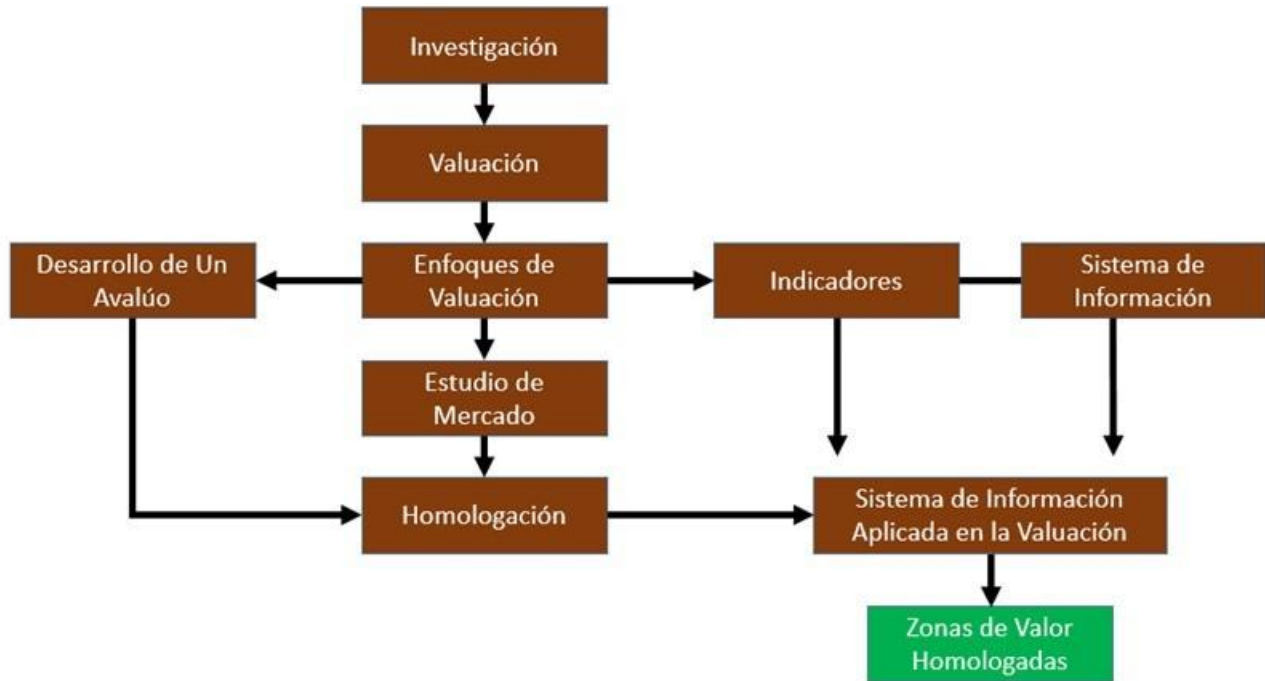 Investigación
Valuación
Desarrollo de Un
Avalúo
Enfoques de
Valuación
Indicadores
Sistema de
Información
Estudio de
Mercado
Homologación
Sistema de Información
Aplicada en la Valuación
Zonas de Valor
Homologadas